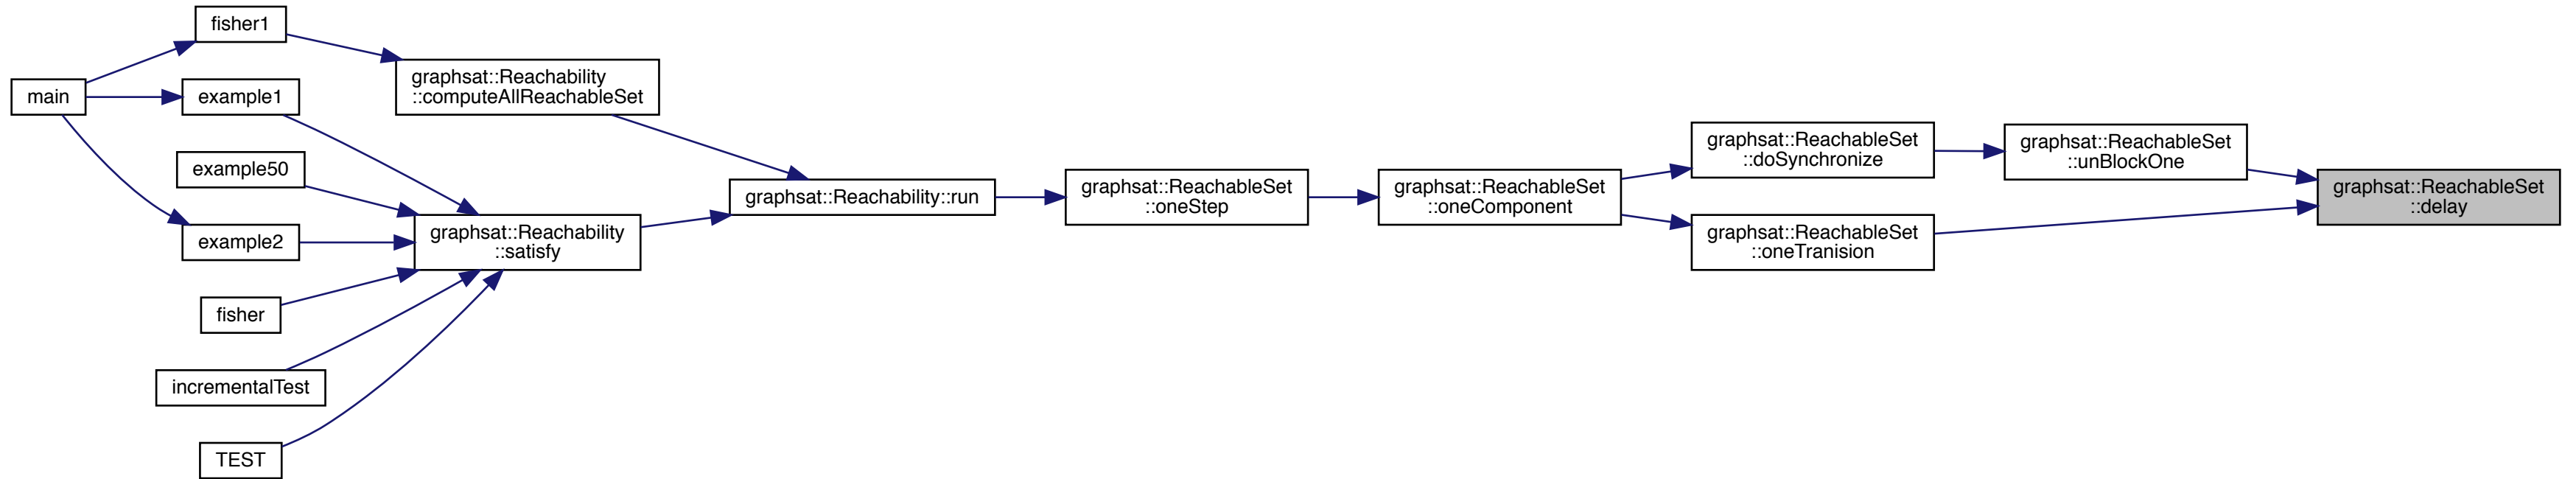 fisher1
main
example1
graphsat::Reachability
::computeAllReachableSet
example50
example2
graphsat::Reachability
::satisfy
fisher
incrementalTest
TEST
graphsat::Reachability::run
graphsat::ReachableSet
::oneStep
graphsat::ReachableSet
::oneComponent
graphsat::ReachableSet
::doSynchronize
graphsat::ReachableSet
::oneTranision
graphsat::ReachableSet
::unBlockOne
graphsat::ReachableSet
::delay